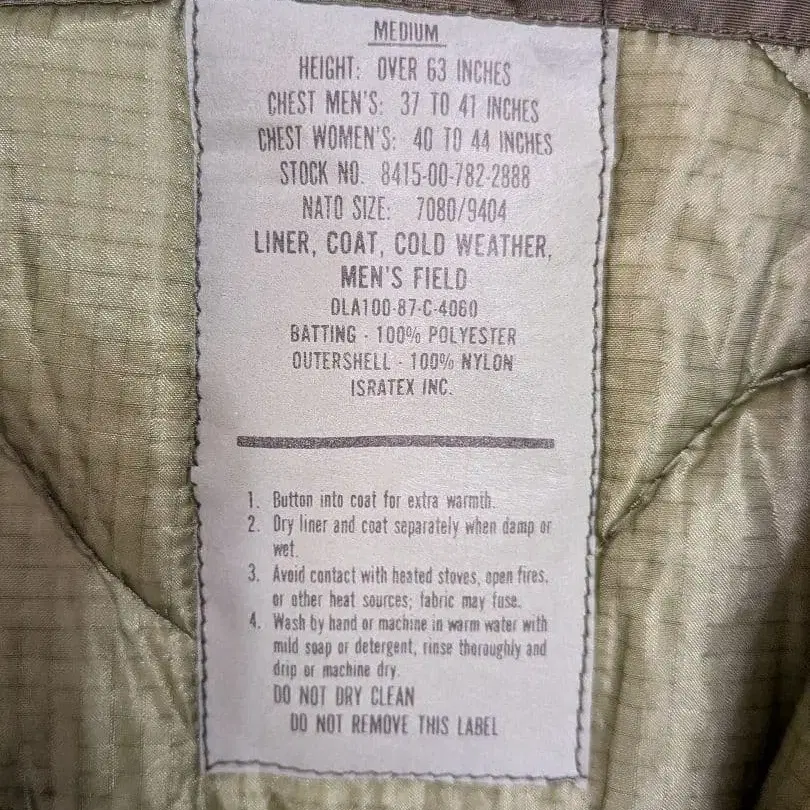 MEDIUM
HEIGHT: OVER 63 INCHES
CHEST MEN'S: 37 TO 41 INCHES
CHEST WOMEN'S: 40 TO 44 INCHES
STOCK NO. 8415-00-782-2888
NATO SIZE: 7080/9404
LINER, COAT, COLD WEATHER,
MEN'S FIELD
DLA100-87-C-4060
BATTING - 100% POLYESTER
OUTERSHELL - 100% NYLON
ISRATEX INC.
1. Button into coat for extra warmth.
2. Dry liner and coat separately when damp or
wet.
3. Avoid contact with heated stoves, open fires,
or other heat sources; fabric may fuse.
4. Wash by hand or machine in warm water with
mild soap or detergent, rinse thoroughly and
drip or machine dry.
DO NOT DRY CLEAN
DO NOT REMOVE THIS LABEL